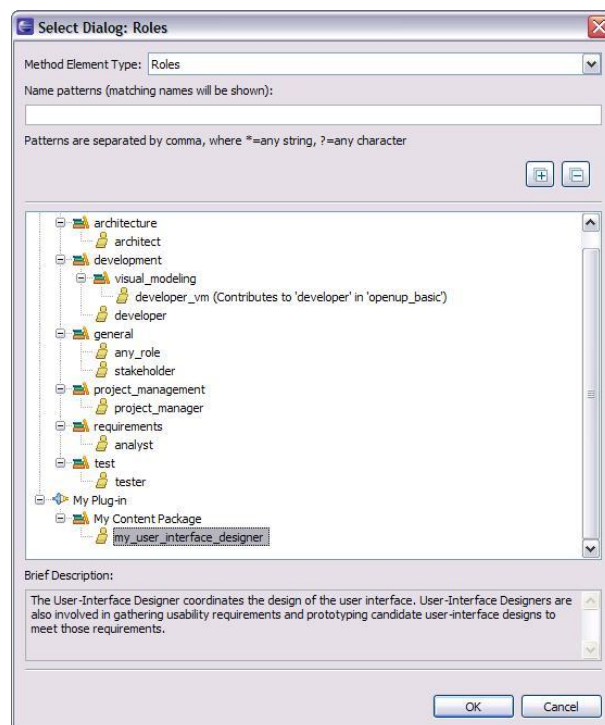 Select Dialog: Roles
Method Element Type: Roles
Name patterns (matching names will be shown):
Patterns are separated by comma, where *=any string, ?=any character
architecture
architect
development
visual_modeling
developer_vm (Contributes to 'developer' in 'openup_basic')
developer
general
any_role
stakeholder
project_management
project_manager
requirements
analyst
test
tester
My Plug-in
My Content Package
my_user_interface_designer
Brief Description:
The User-Interface Designer coordinates the design of the user interface. User-Interface Designers are
also involved in gathering usability requirements and prototyping candidate user-interface designs to
meet those requirements.
OK Cancel